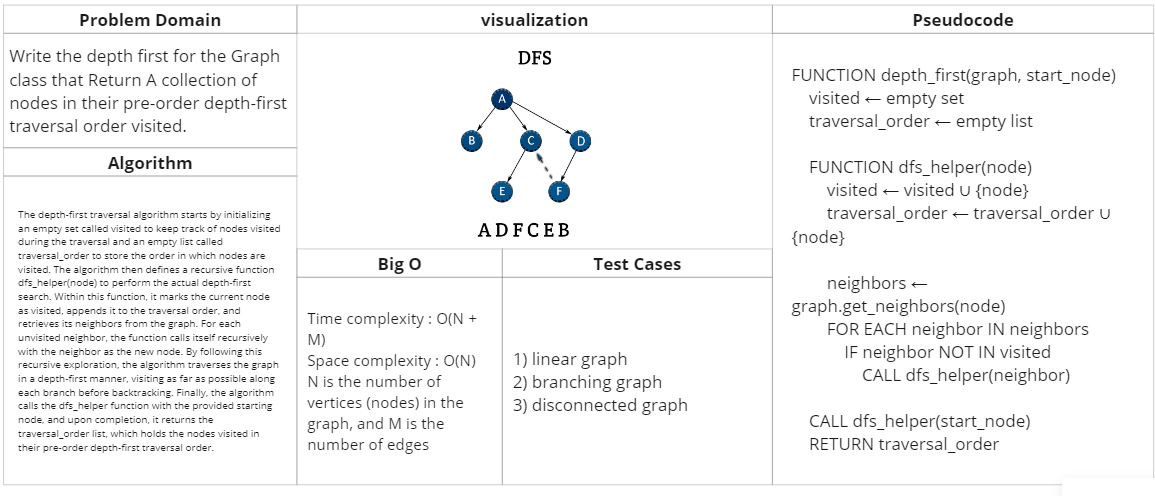 Problem Domain
Write the depth first for the Graph
class that Return A collection of
nodes in their pre-order depth-first
traversal order visited.
Algorithm
The depth-first traversal algorithm starts by initializing
an empty set called visited to keep track of nodes visited
during the traversal and an empty list called
traversal_order to store the order in which nodes are
visited. The algorithm then defines a recursive function
dfs_helper(node) to perform the actual depth-first
search. Within this function, it marks the current node
as visited, appends it to the traversal order, and
retrieves its neighbors from the graph. For each
unvisited neighbor, the function calls itself recursively
with the neighbor as the new node. By following this
recursive exploration, the algorithm traverses the graph
in a depth-first manner, visiting as far as possible along
each branch before backtracking. Finally, the algorithm
calls the dfs_helper function with the provided starting
node, and upon completion, it returns the
traversal_order list, which holds the nodes visited in
their pre-order depth-first traversal order.
visualization
DFS
A
B
C
D
E
F
A D F C E B
Big O
Time complexity : O(N +
M)
Space complexity : O(N)
N is the number of
vertices (nodes) in the
graph, and M is the
number of edges
Test Cases
1) linear graph
2) branching graph
3) disconnected graph
Pseudocode
FUNCTION depth_first(graph, start_node)
visited ← empty set
traversal_order ← empty list
FUNCTION dfs_helper(node)
visited ← visited ∪ {node}
traversal_order ← traversal_order ∪
{node}
neighbors ←
graph.get_neighbors(node)
FOR EACH neighbor IN neighbors
IF neighbor NOT IN visited
CALL dfs_helper(neighbor)
CALL dfs_helper(start_node)
RETURN traversal_order